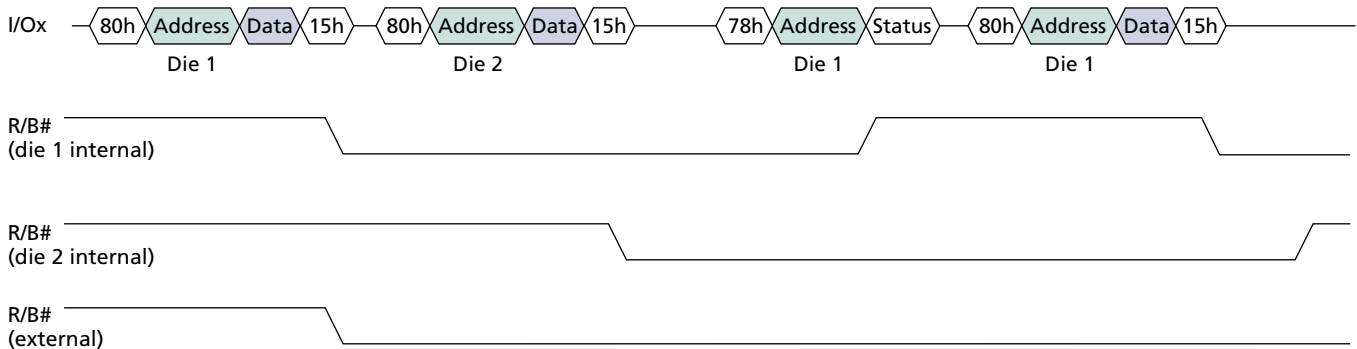 I/Ox 80h Address Data 15h 80h Address Data 15h 78h Address Status 80h Address Data 15h
Die 1 Die 2 Die 1 Die 1
R/B#
(die 1 internal)
R/B#
(die 2 internal)
R/B#
(external)